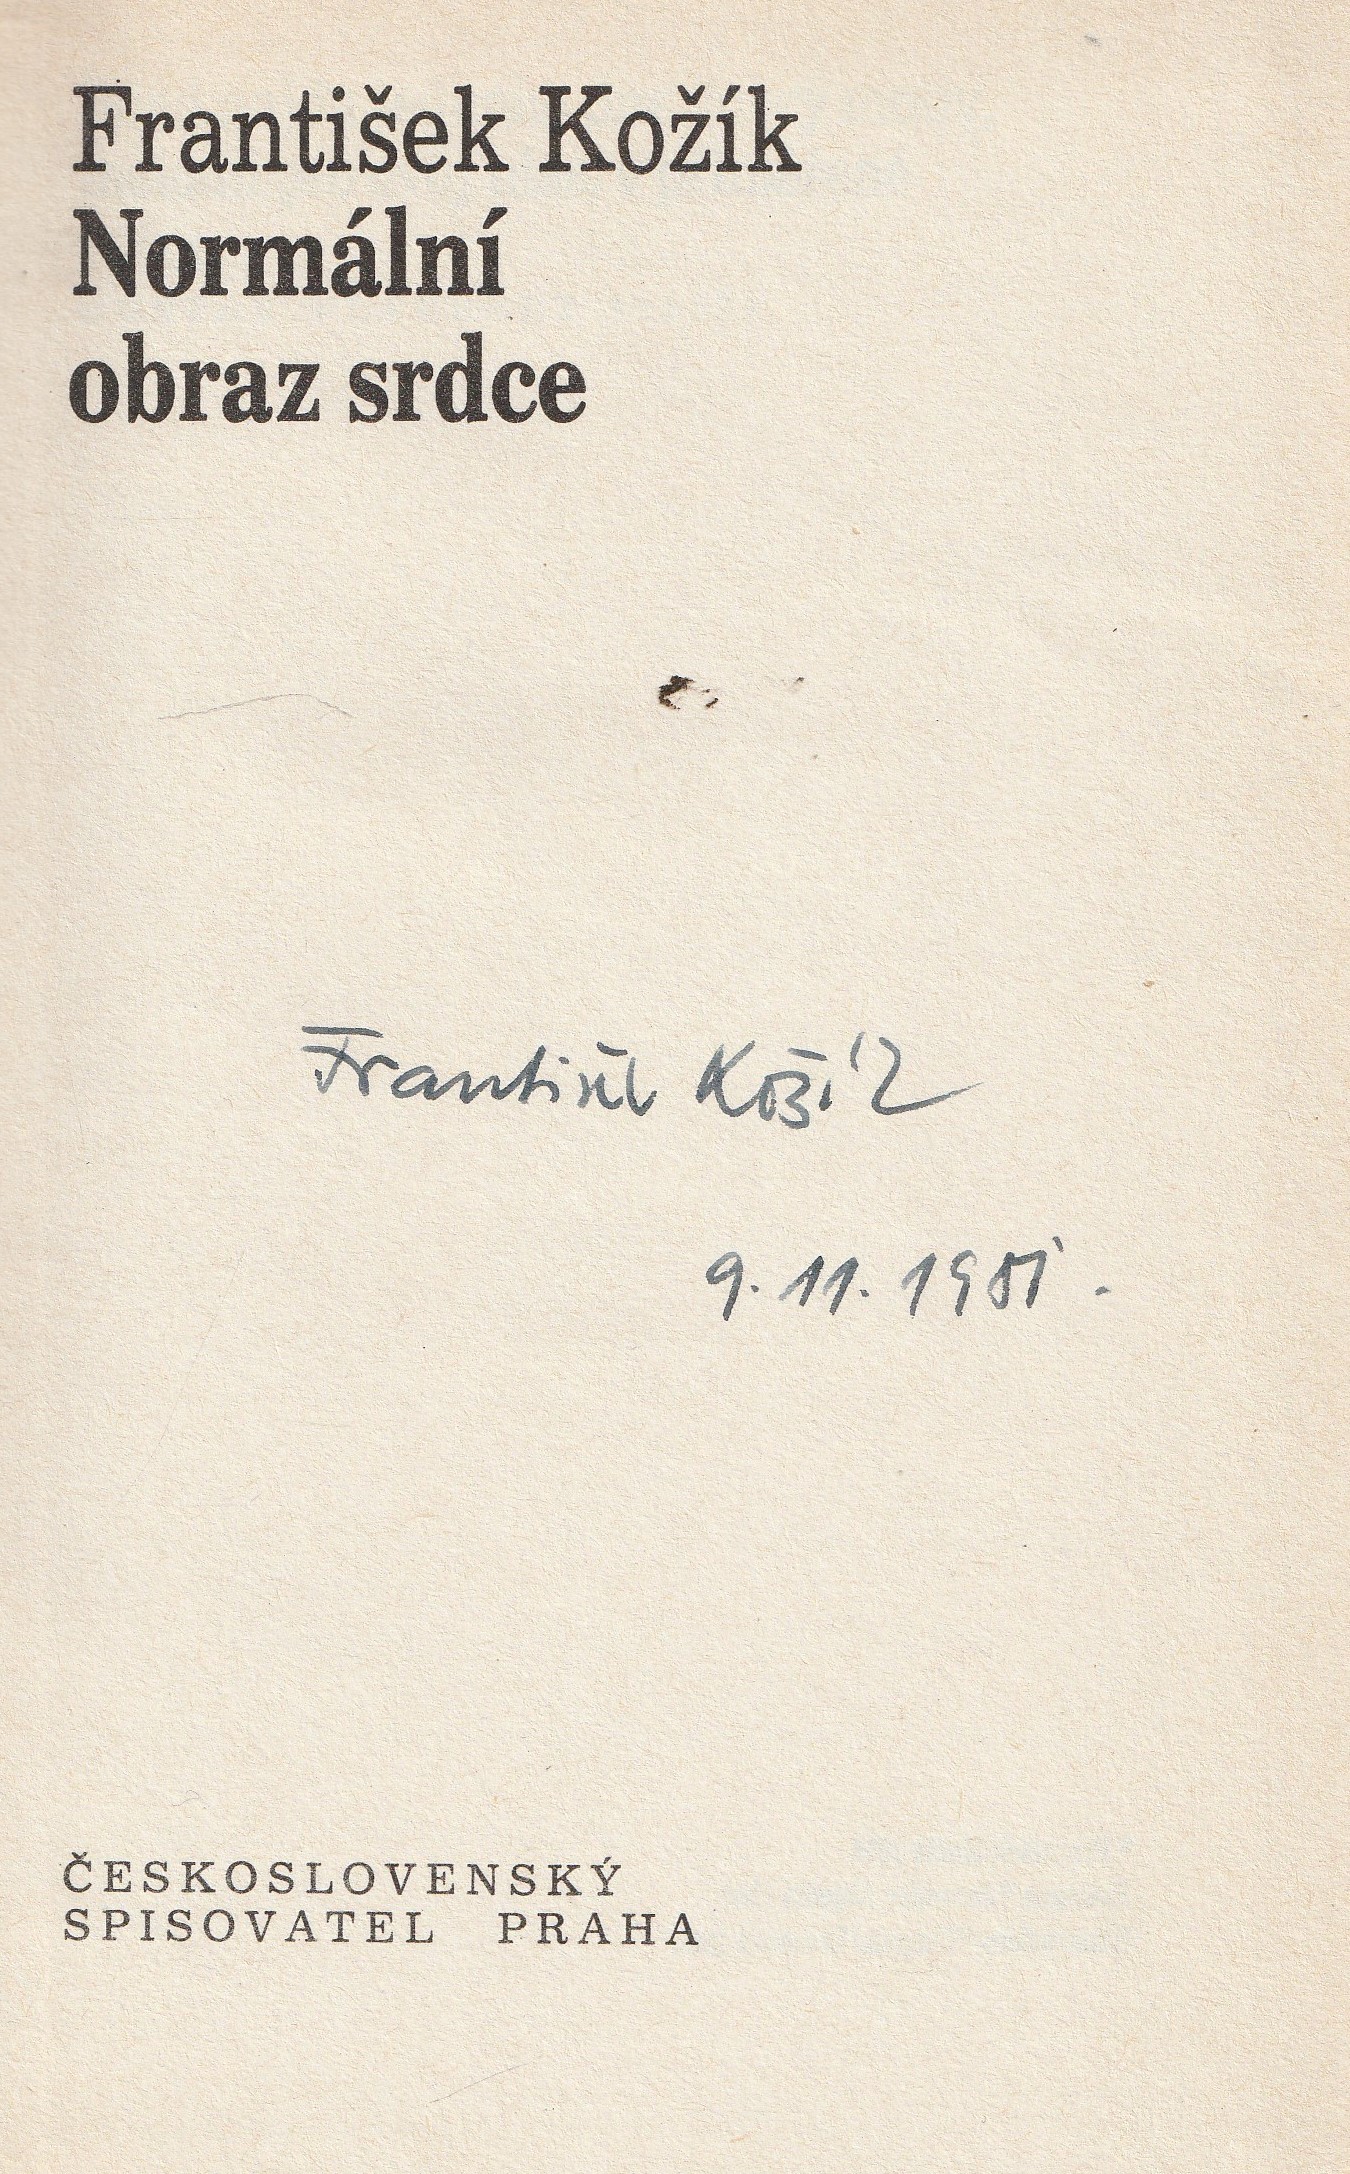 František Kožík
Normální
obraz srdce
František Kožík
9. 11. 1981.
ČESKOSLOVENSKÝ
SPISOVATEL PRAHA